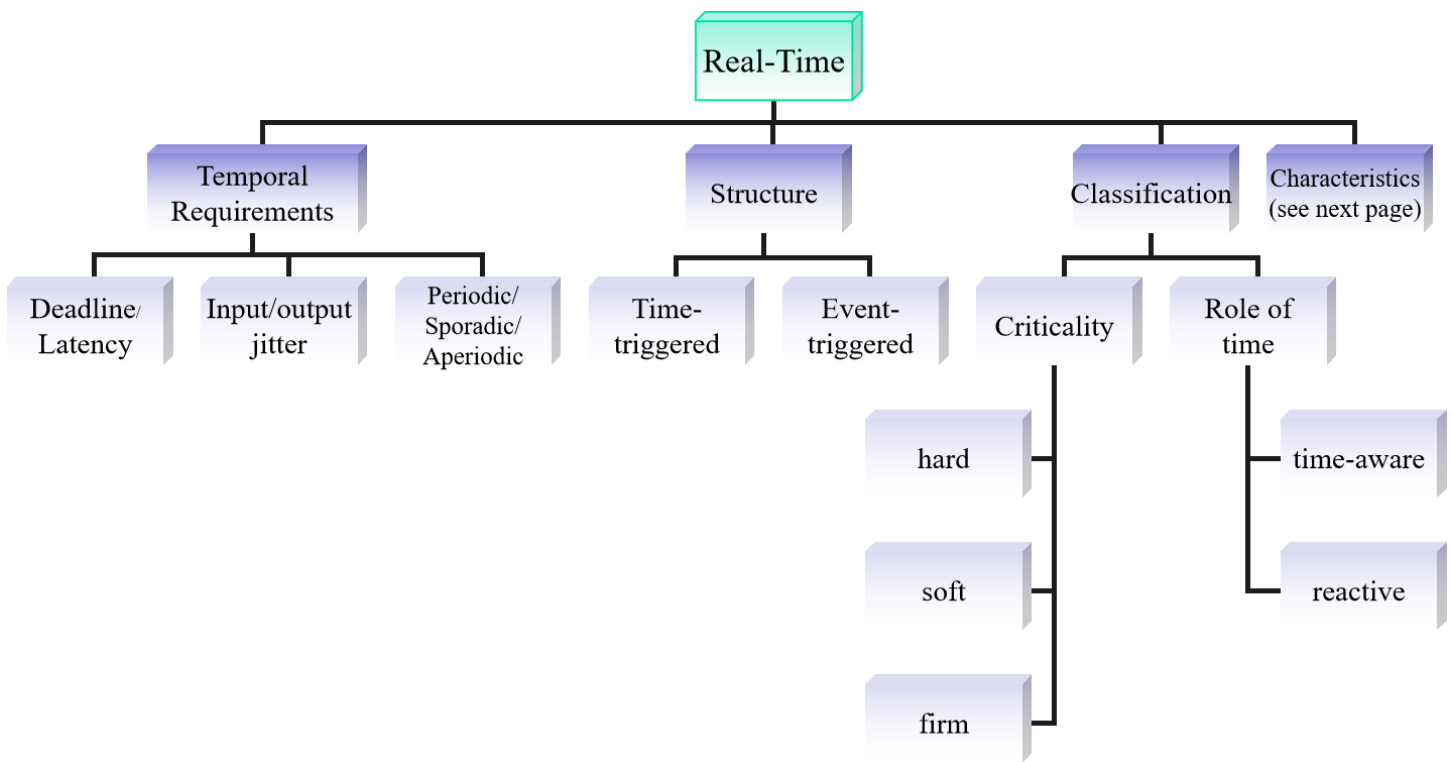 Real-Time
Temporal
Requirements
Structure
Classification
Characteristics
(see next page)
Deadline/
Latency
Input/output
jitter
Periodic/
Sporadic/
Aperiodic
Time-
triggered
Event-
triggered
Criticality
Role of
time
hard
time-aware
soft
reactive
firm